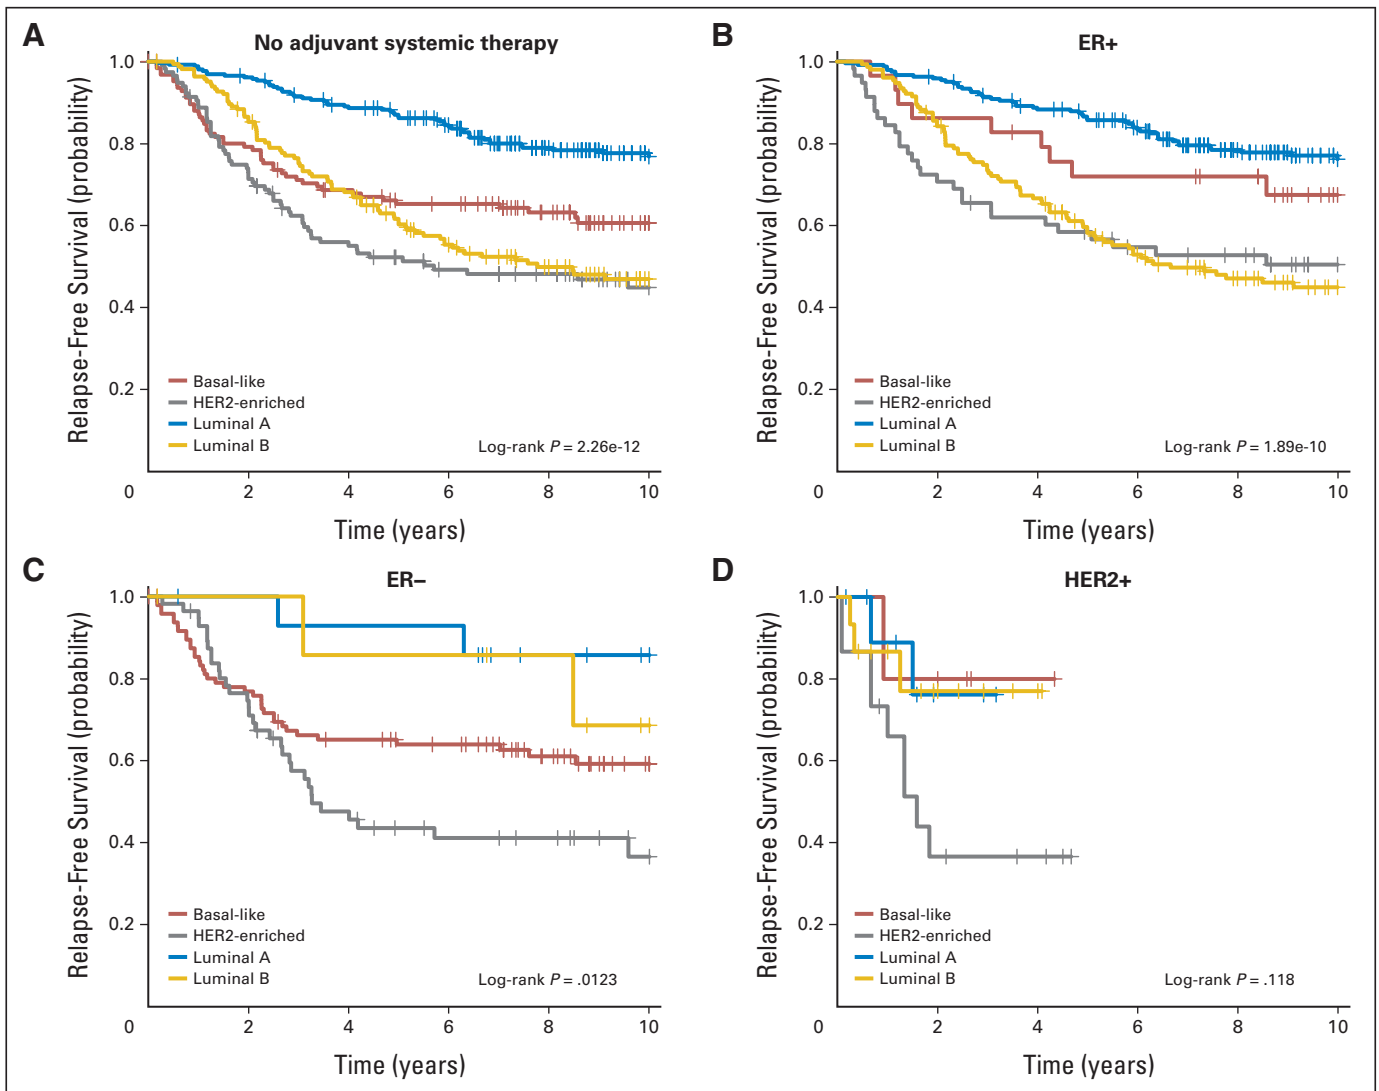 A
No adjuvant systemic therapy
Relapse-Free Survival (probability)
1.0
0.8
0.6
0.4
0.2
0
2
4
6
8
10
Basal-like
HER2-enriched
Luminal A
Luminal B
Log-rank P = 2.26e-12
Time (years)
B
ER+
Relapse-Free Survival (probability)
1.0
0.8
0.6
0.4
0.2
0
2
4
6
8
10
Basal-like
HER2-enriched
Luminal A
Luminal B
Log-rank P = 1.89e-10
Time (years)
C
ER–
Relapse-Free Survival (probability)
1.0
0.8
0.6
0.4
0.2
0
2
4
6
8
10
Basal-like
HER2-enriched
Luminal A
Luminal B
Log-rank P = .0123
Time (years)
D
HER2+
Relapse-Free Survival (probability)
1.0
0.8
0.6
0.4
0.2
0
2
4
6
8
10
Basal-like
HER2-enriched
Luminal A
Luminal B
Log-rank P = .118
Time (years)